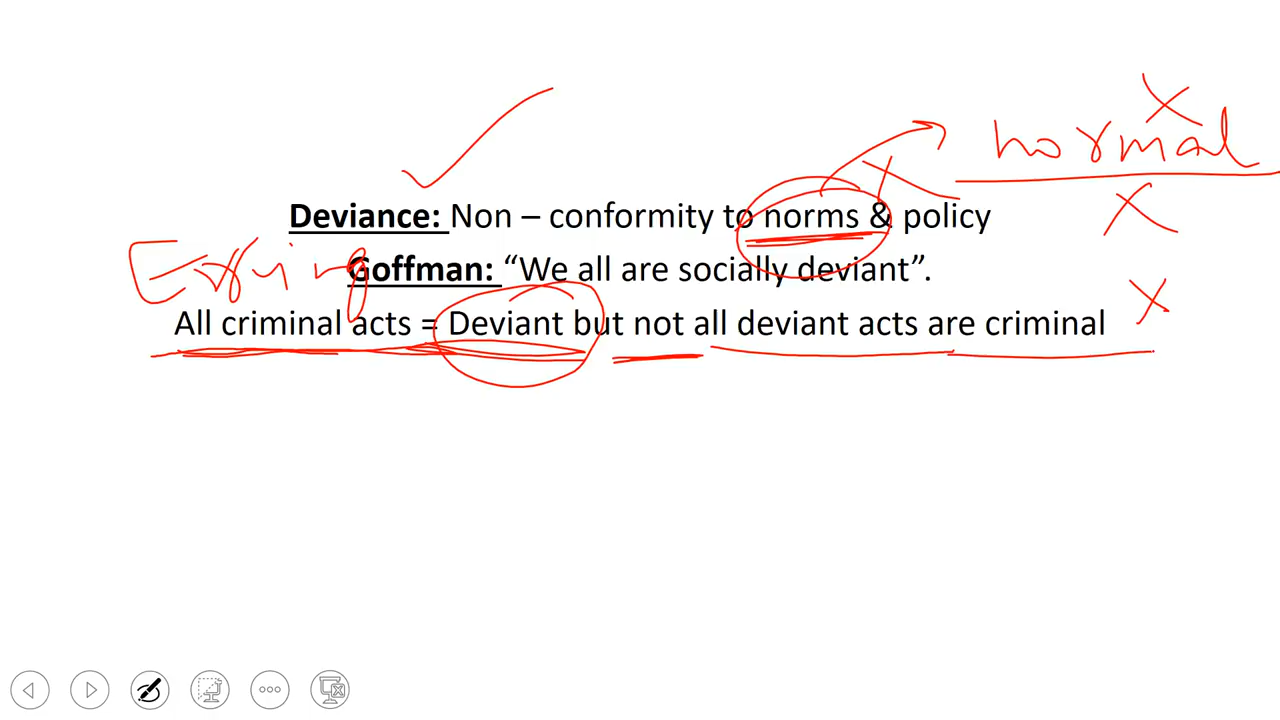 normal
Deviance: Non – conformity to norms & policy
Erving
Goffman: “We all are socially deviant”.
All criminal acts = Deviant but not all deviant acts are criminal